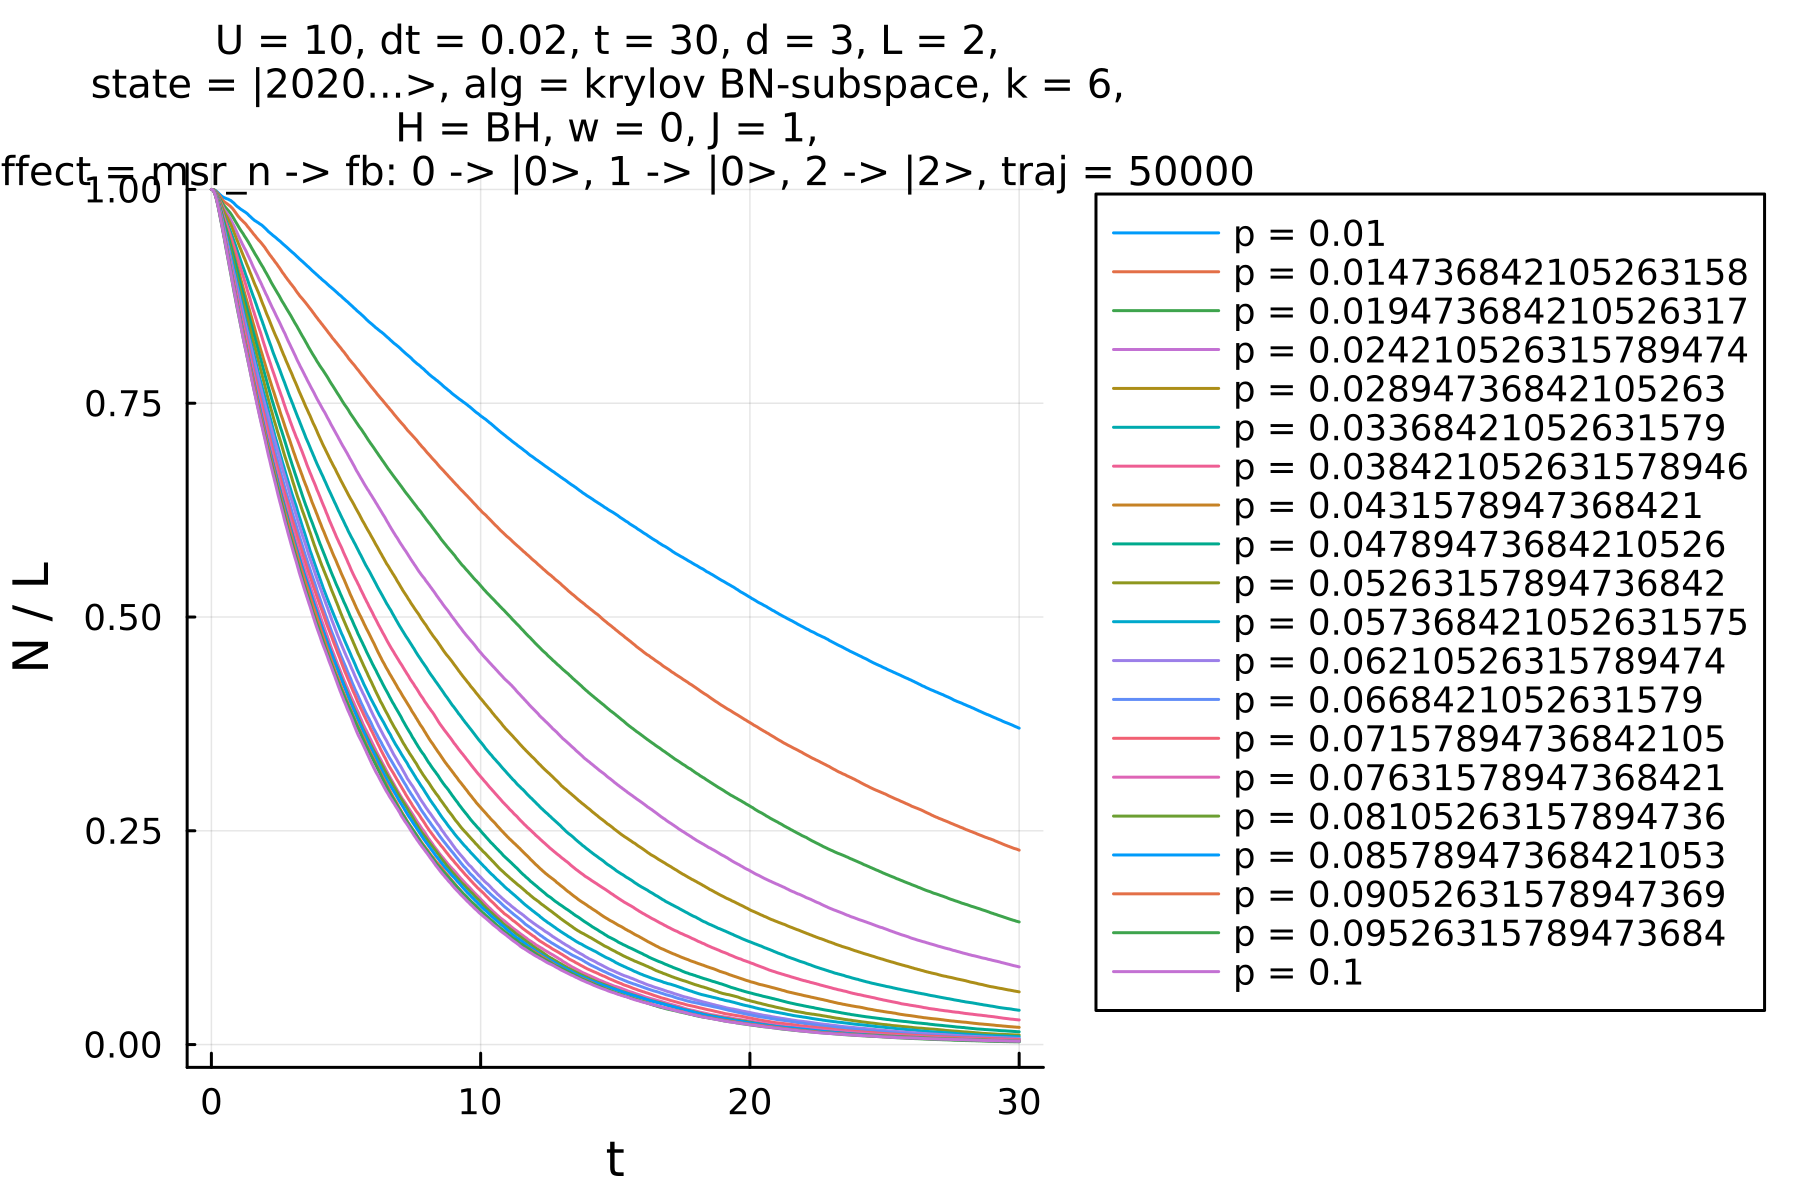 U = 10, dt = 0.02, t = 30, d = 3, L = 2,
state = |2020...>, alg = krylov BN-subspace, k = 6,
H = BH, w = 0, J = 1,
ffect = msr_n -> fb: 0 -> |0>, 1 -> |0>, 2 -> |2>, traj = 50000
1.00
0.75
0.50
0.25
0.00
N / L
0
10
20
30
t
p = 0.01
p = 0.014736842105263158
p = 0.019473684210526317
p = 0.024210526315789474
p = 0.02894736842105263
p = 0.03368421052631579
p = 0.038421052631578946
p = 0.0431578947368421
p = 0.04789473684210526
p = 0.05263157894736842
p = 0.057368421052631575
p = 0.06210526315789474
p = 0.0668421052631579
p = 0.07157894736842105
p = 0.07631578947368421
p = 0.08105263157894736
p = 0.08578947368421053
p = 0.09052631578947369
p = 0.09526315789473684
p = 0.1